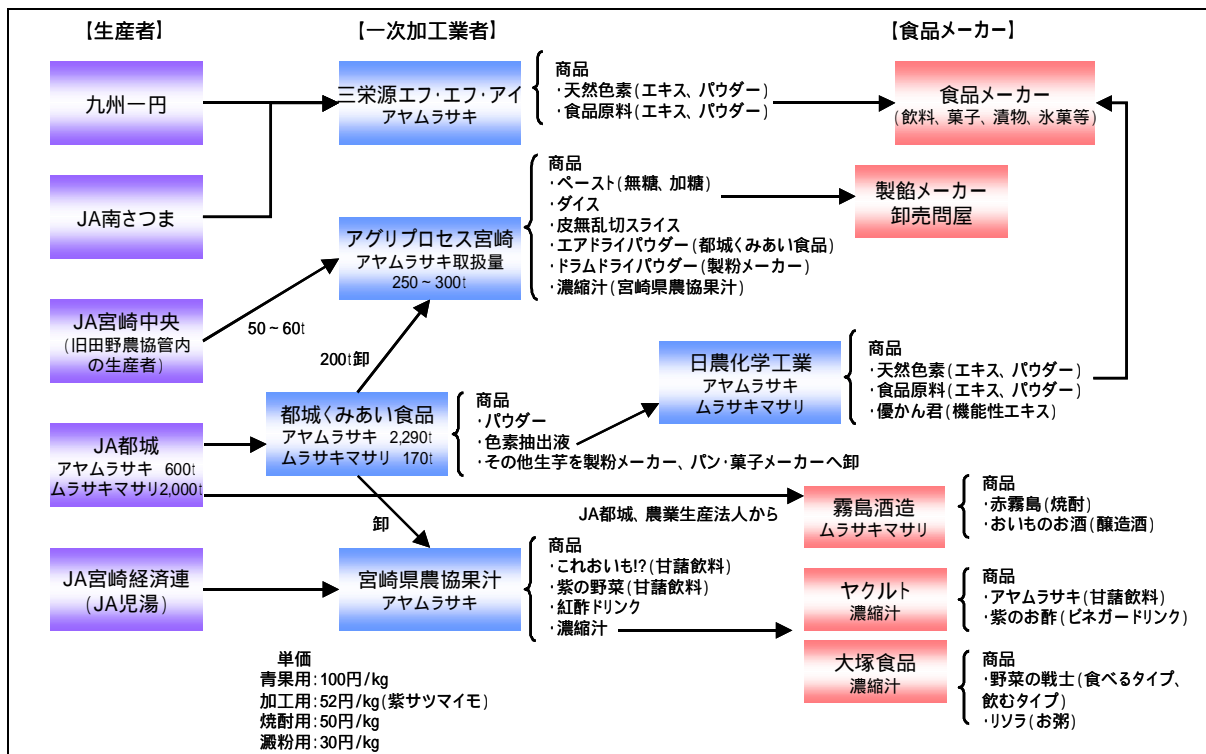 【生産者】
【一次加工業者】
【食品メーカー】
九州一円
JA南さつま
JA宮崎中央
(旧田野農協管内
の生産者)
JA都城
アヤムラサキ 600t
ムラサキマサリ2,000t
JA宮崎経済連
(JA児湯)
三栄源エフ・エフ・アイ
アヤムラサキ
商品
・天然色素(エキス、パウダー)
・食品原料(エキス、パウダー)
食品メーカー
(飲料、菓子、漬物、氷菓等)
アグリプロセス宮崎
アヤムラサキ取扱量
250~300t
商品
・ペースト(無糖、加糖)
・ダイス
・皮無乱切スライス
・エアドライパウダー(都城くみあい食品)
・ドラムドライパウダー(製粉メーカー)
・濃縮汁(宮崎県農協果汁)
製餡メーカー
卸売問屋
50~60t
200t卸
都城くみあい食品
アヤムラサキ 2,290t
ムラサキマサリ 170t
商品
・パウダー
・色素抽出液
・その他生芋を製粉メーカー、パン・菓子メーカーへ卸
日農化学工業
アヤムラサキ
ムラサキマサリ
商品
・天然色素(エキス、パウダー)
・食品原料(エキス、パウダー)
・優かん君(機能性エキス)
JA都城、農業生産法人から
霧島酒造
ムラサキマサリ
商品
・赤霧島(焼酎)
・おいものお酒(醸造酒)
卸
宮崎県農協果汁
アヤムラサキ
商品
・これおいも!?(甘藷飲料)
・紫の野菜(甘藷飲料)
・紅酢ドリンク
・濃縮汁
ヤクルト
濃縮汁
商品
・アヤムラサキ(甘藷飲料)
・紫のお酢(ビネガードリンク)
大塚食品
濃縮汁
商品
・野菜の戦士(食べるタイプ、
飲むタイプ)
・リソラ(お粥)
単価
青果用:100円/kg
加工用:52円/kg(紫サツマイモ)
焼酎用:50円/kg
澱粉用:30円/kg